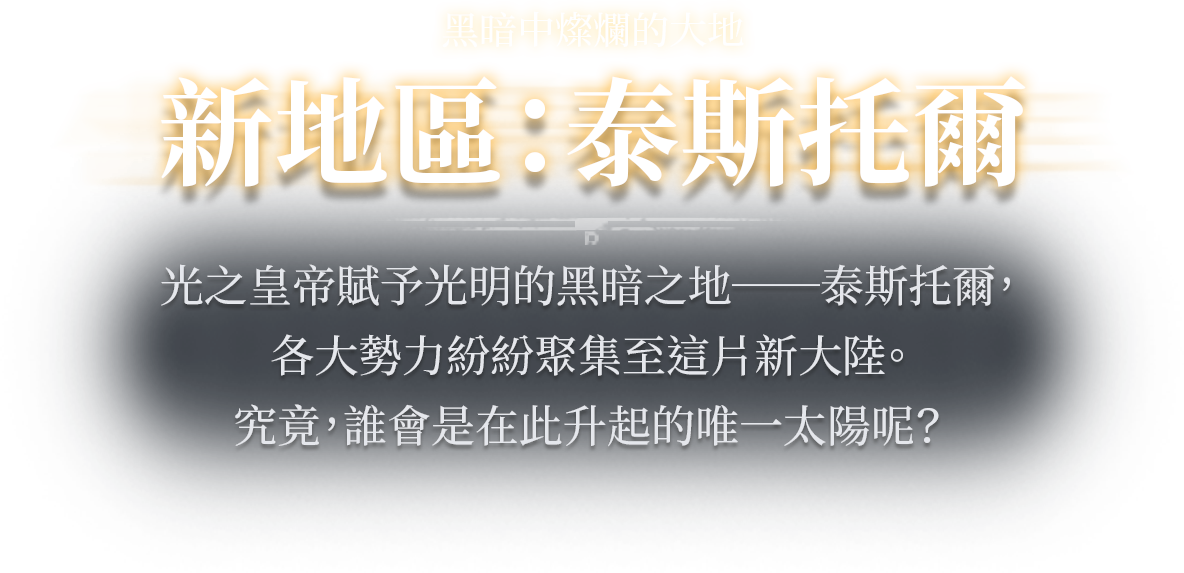 黑暗中燦爛的大地
新地區：泰斯托爾
光之皇帝賦予光明的黑暗之地——泰斯托爾，
各大勢力紛紛聚集至這片新大陸。
究竟，誰會是在此升起的唯一太陽呢？